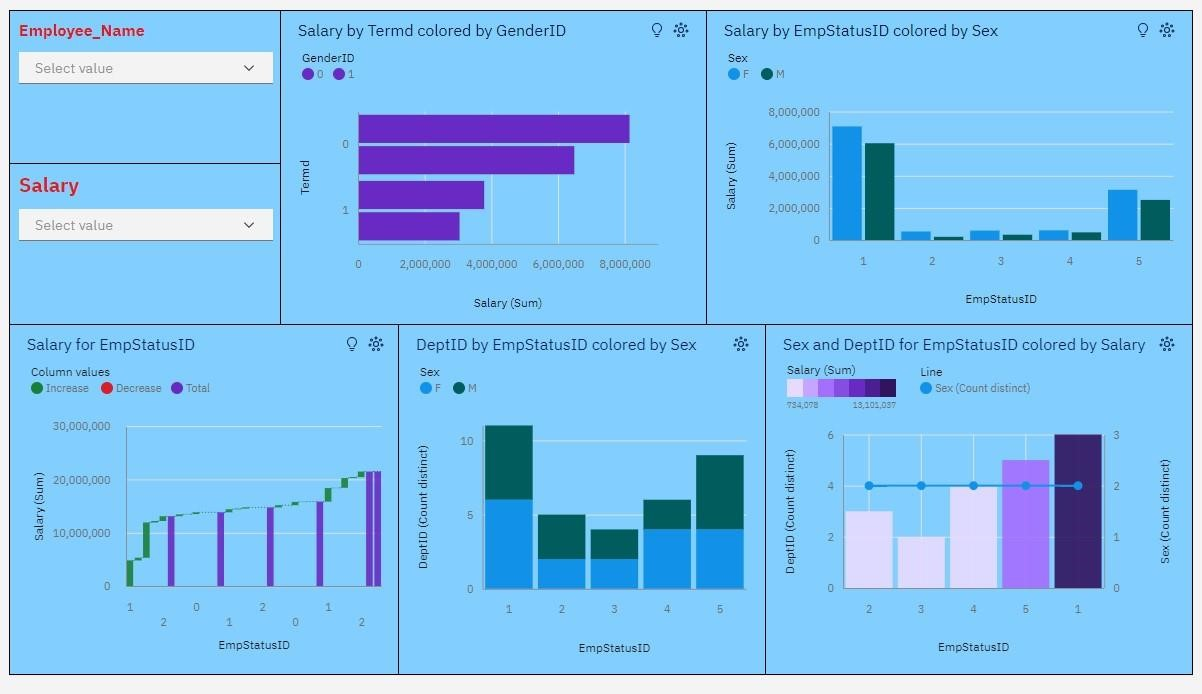 Employee_Name
Select value
Salary
Select value
Salary by Termd colored by GenderID
GenderID
0 1
Termd
0
1
0 2,000,000 4,000,000 6,000,000 8,000,000
Salary (Sum)
Salary by EmpStatusID colored by Sex
Sex
F M
Salary (Sum)
8,000,000
6,000,000
4,000,000
2,000,000
0
1 2 3 4 5
EmpStatusID
Salary for EmpStatusID
Column values
Increase Decrease Total
Salary (Sum)
30,000,000
20,000,000
10,000,000
0
1 0 2 1
2 1 0 2
EmpStatusID
DeptID by EmpStatusID colored by Sex
Sex
F M
DeptID (Count distinct)
10
5
0
1 2 3 4 5
EmpStatusID
Sex and DeptID for EmpStatusID colored by Salary
Salary (Sum) Line
Sex (Count distinct)
734,078 13,101,037
DeptID (Count distinct)
6 3
4 2
2 1
0 0
Sex (Count distinct)
2 3 4 5 1
EmpStatusID